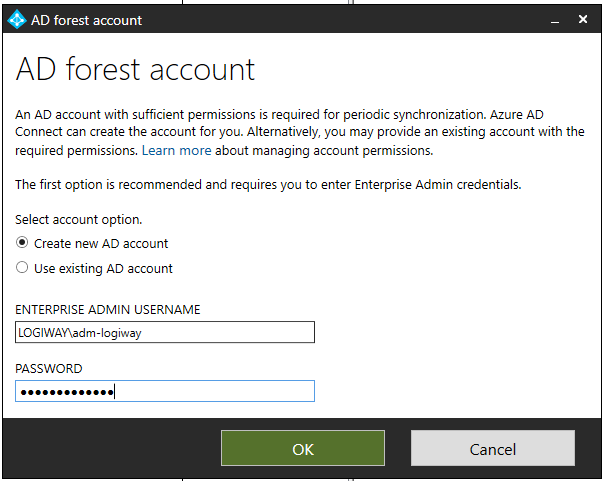 AD forest account
AD forest account
An AD account with sufficient permissions is required for periodic synchronization. Azure AD
Connect can create the account for you. Alternatively, you may provide an existing account with the
required permissions. Learn more about managing account permissions.
The first option is recommended and requires you to enter Enterprise Admin credentials.
Select account option.
Create new AD account
Use existing AD account
ENTERPRISE ADMIN USERNAME
LOGIWAY\adm-logiway
PASSWORD
●●●●●●●●●●●●●
OK
Cancel